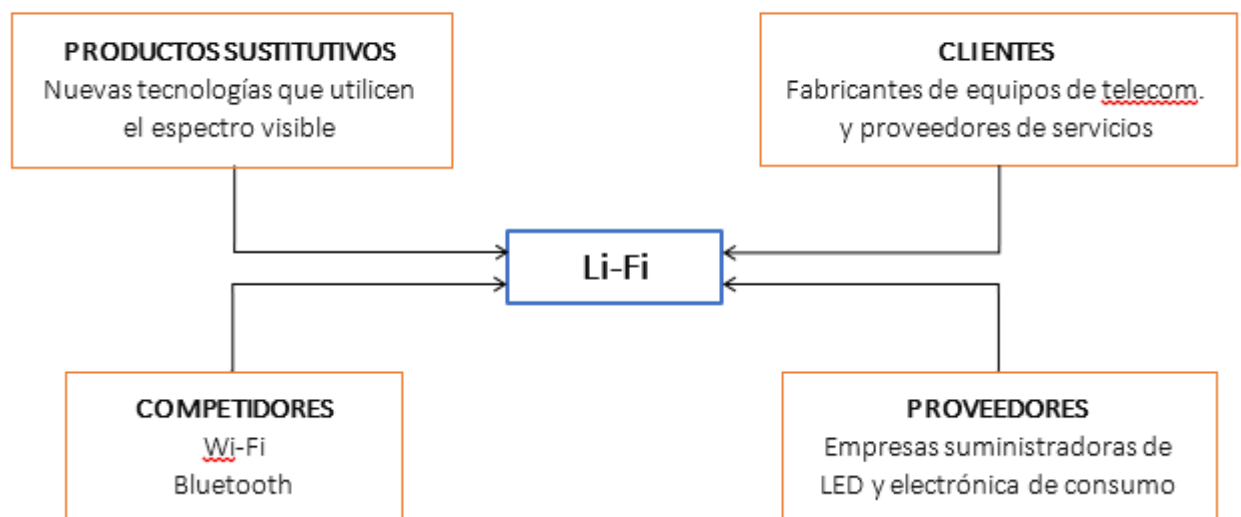 PRODUCTOS SUSTITUTIVOS
Nuevas tecnologías que utilicen
el espectro visible
CLIENTES
Fabricantes de equipos de telecom.
y proveedores de servicios
Li-Fi
COMPETIDORES
Wi-Fi
Bluetooth
PROVEEDORES
Empresas suministradoras de
LED y electrónica de consumo